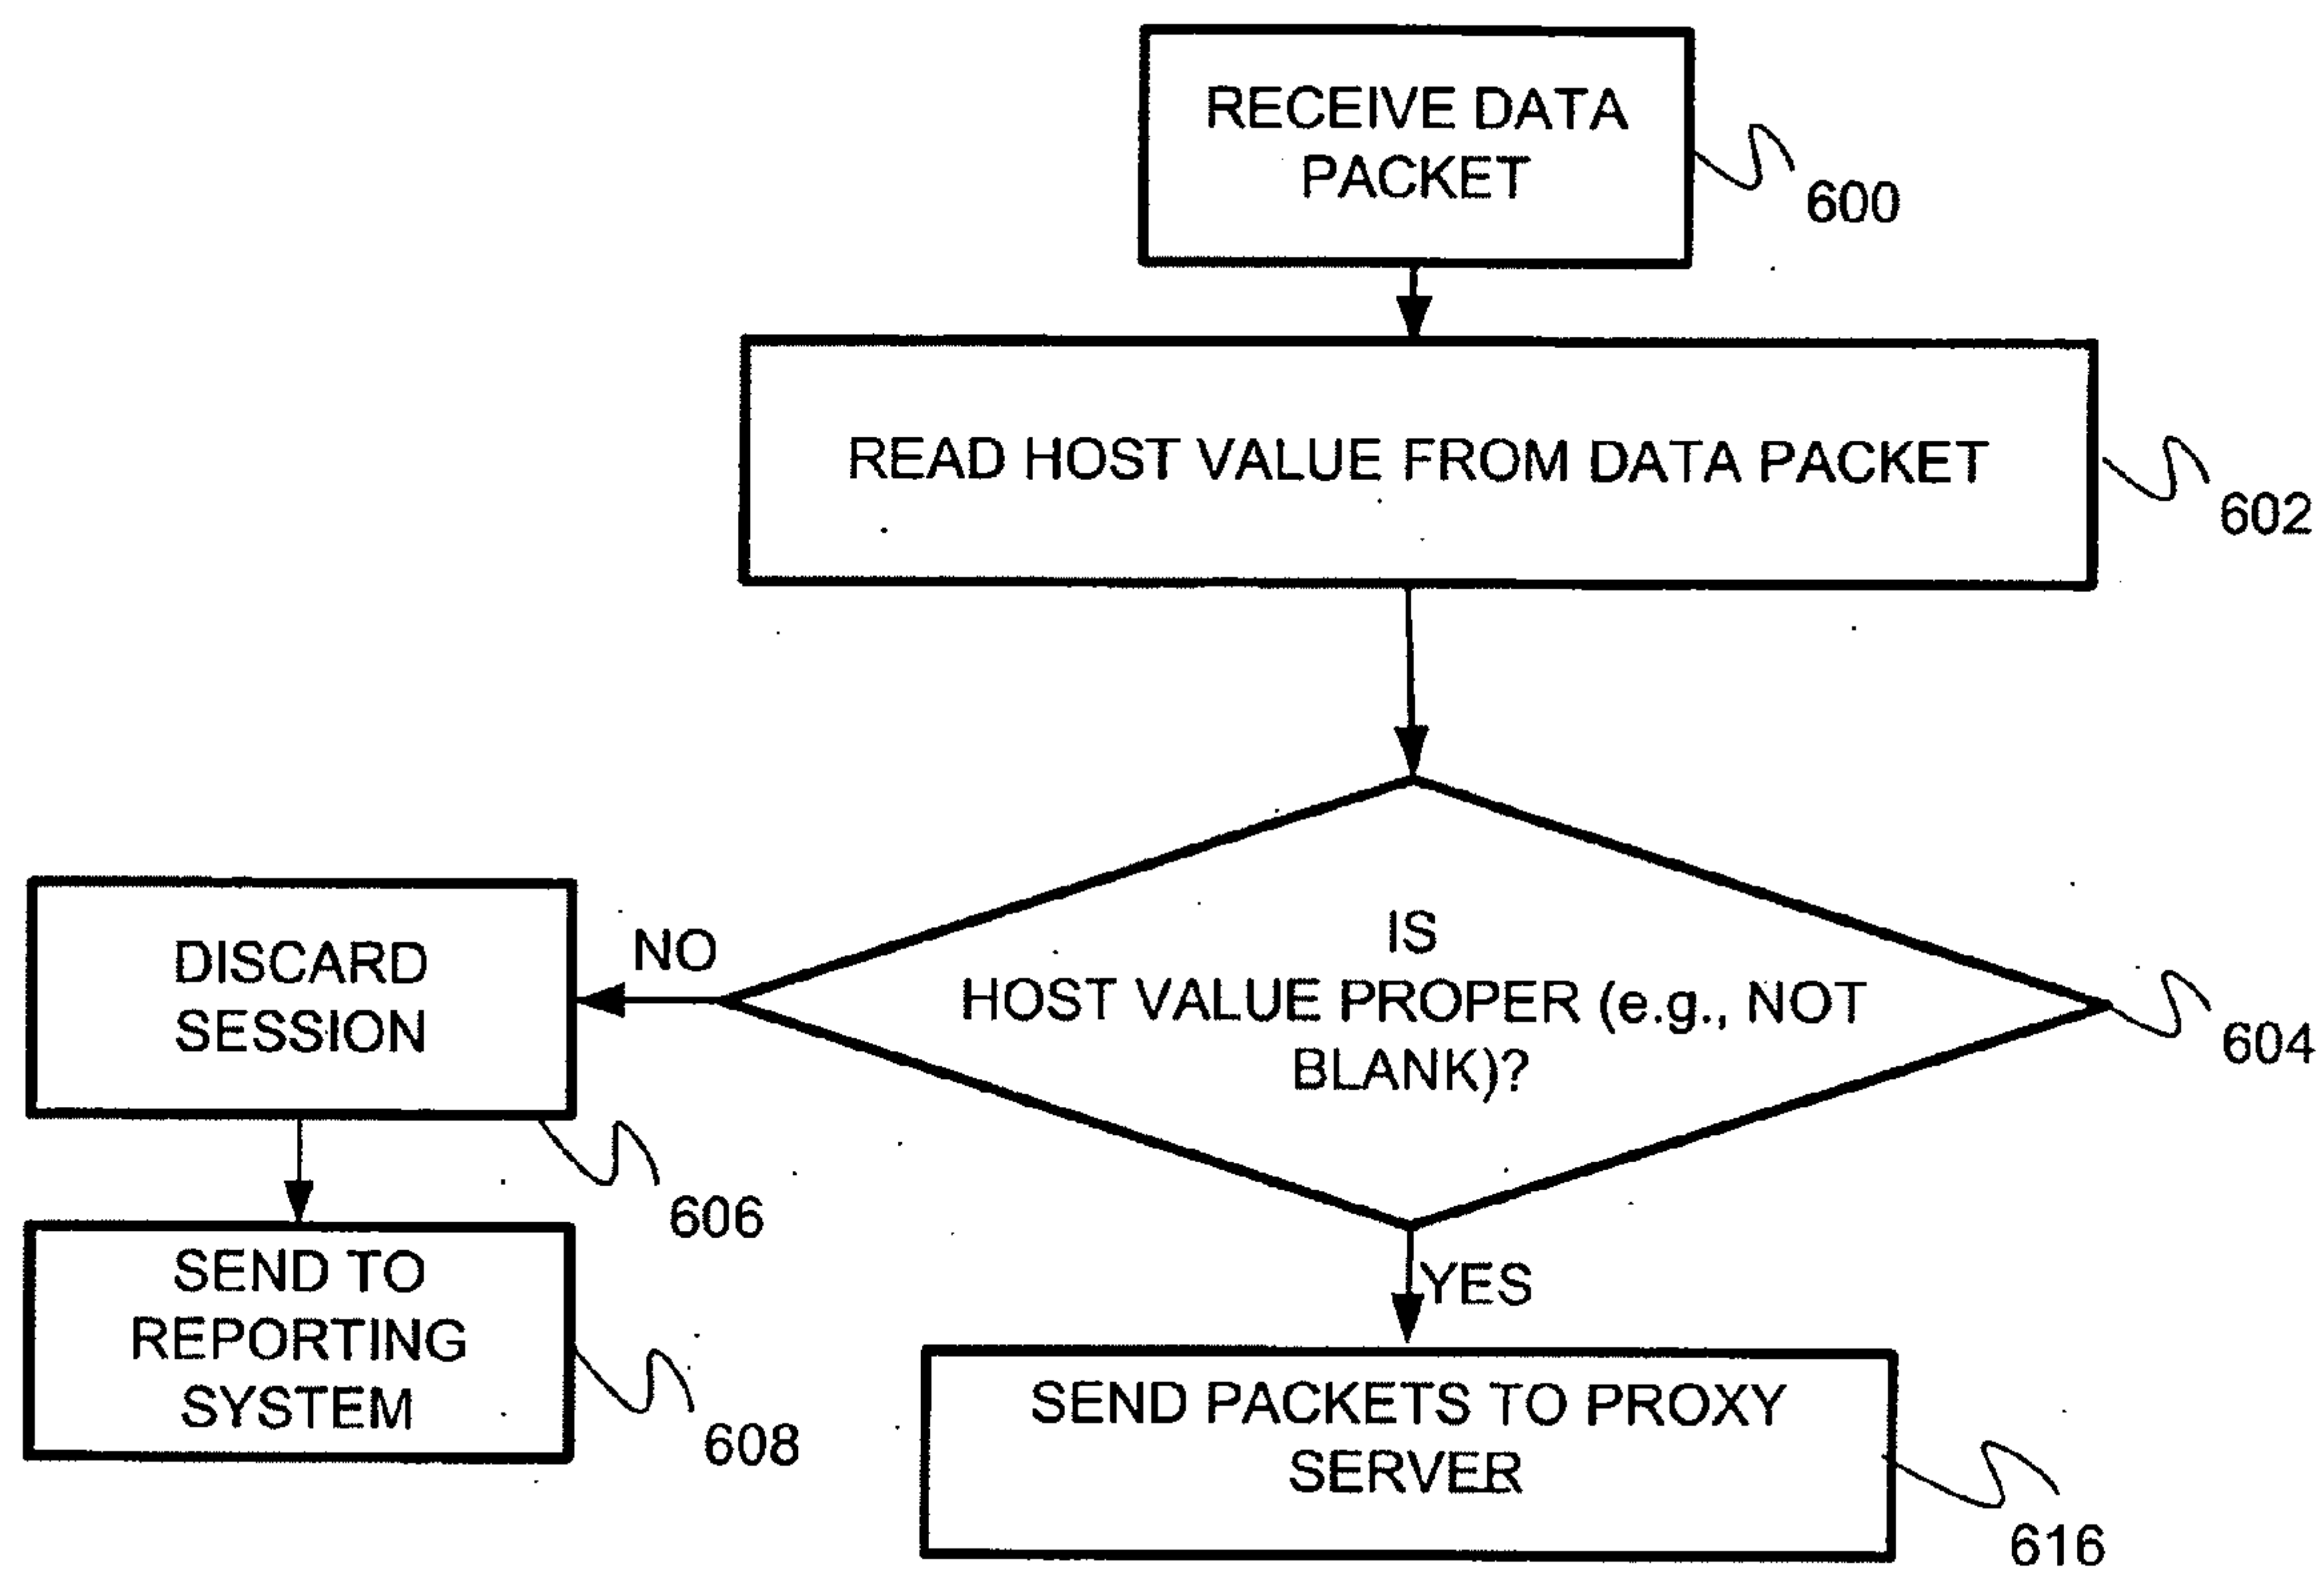 RECEIVE DATA
PACKET
600
READ HOST VALUE FROM DATA PACKET
602
IS
HOST VALUE PROPER (e.g., NOT
BLANK)?
604
NO
DISCARD
SESSION
606
SEND TO
REPORTING
SYSTEM
608
YES
SEND PACKETS TO PROXY
SERVER
616